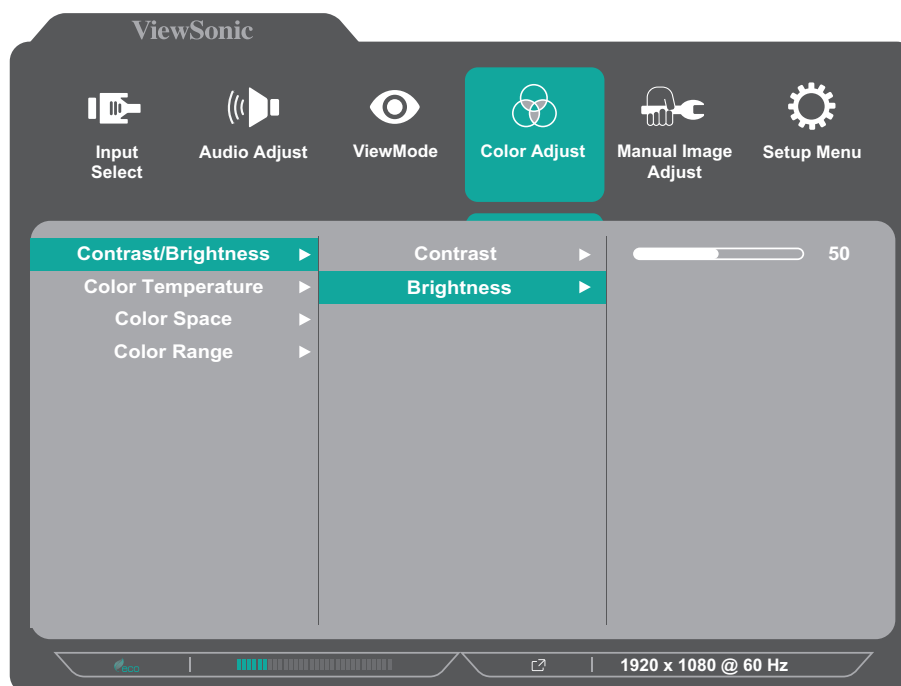 ViewSonic
Input
Select
Audio Adjust
ViewMode
Color Adjust
Manual Image
Adjust
Setup Menu
Contrast/Brightness
Contrast
50
Color Temperature
Brightness
Color Space
Color Range
eco
1920 x 1080 @ 60 Hz